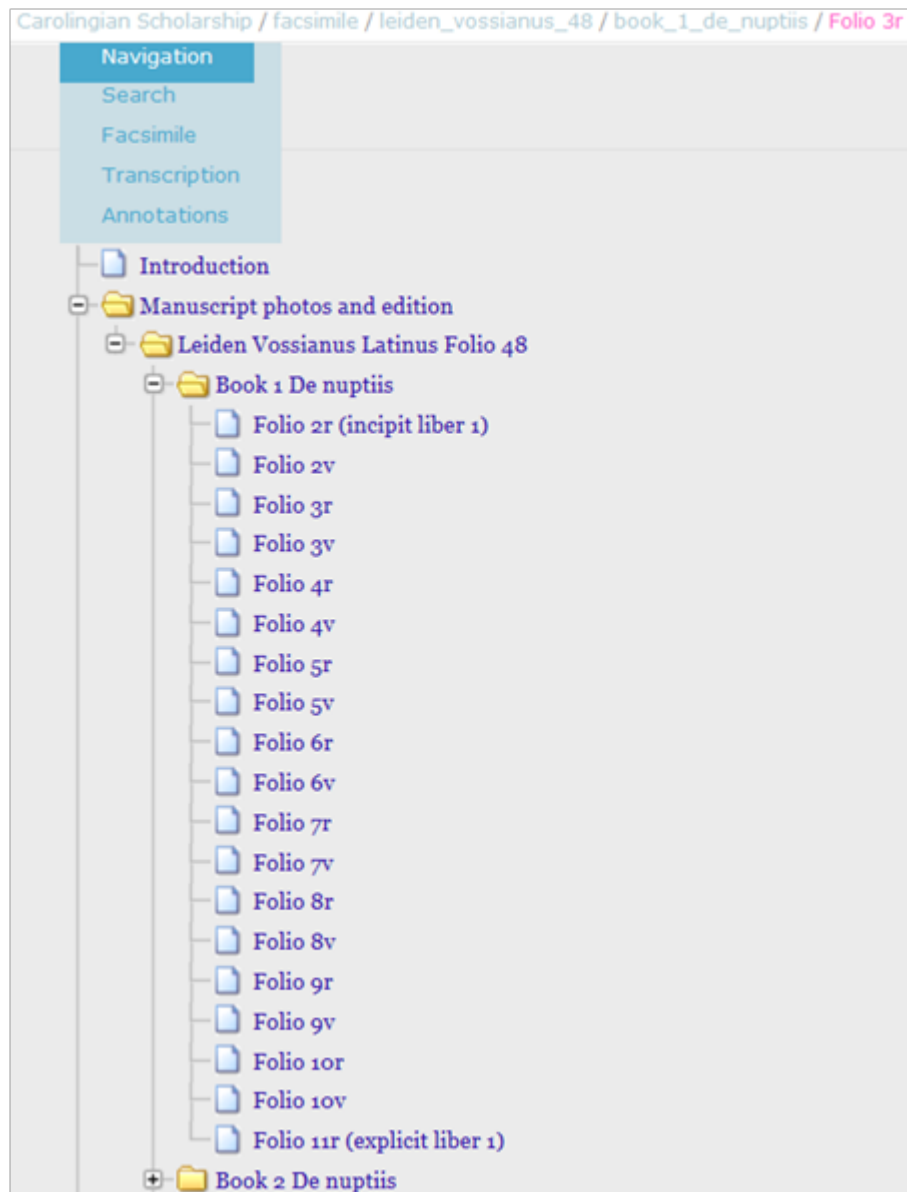 Carolingian Scholarship / facsimile / leiden_vossianus_48 / book_1_de_nuptiis / Folio 3r
Navigation
Search
Facsimile
Transcription
Annotations
Introduction
Manuscript photos and edition
Leiden Vossianus Latinus Folio 48
Book 1 De nuptiis
Folio 2r (incipit liber 1)
Folio 2v
Folio 3r
Folio 3v
Folio 4r
Folio 4v
Folio 5r
Folio 5v
Folio 6r
Folio 6v
Folio 7r
Folio 7v
Folio 8r
Folio 8v
Folio 9r
Folio 9v
Folio 10r
Folio 10v
Folio 11r (explicit liber 1)
Book 2 De nuptiis